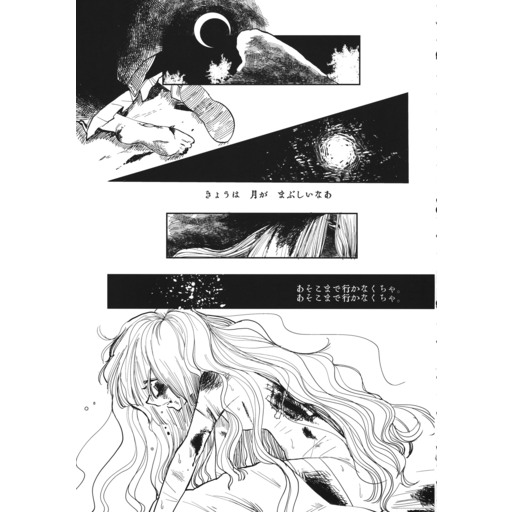 きょうは 月が まぶしいなあ
あそこまで行かなくちゃ。
あそこまで行かなくちゃ。